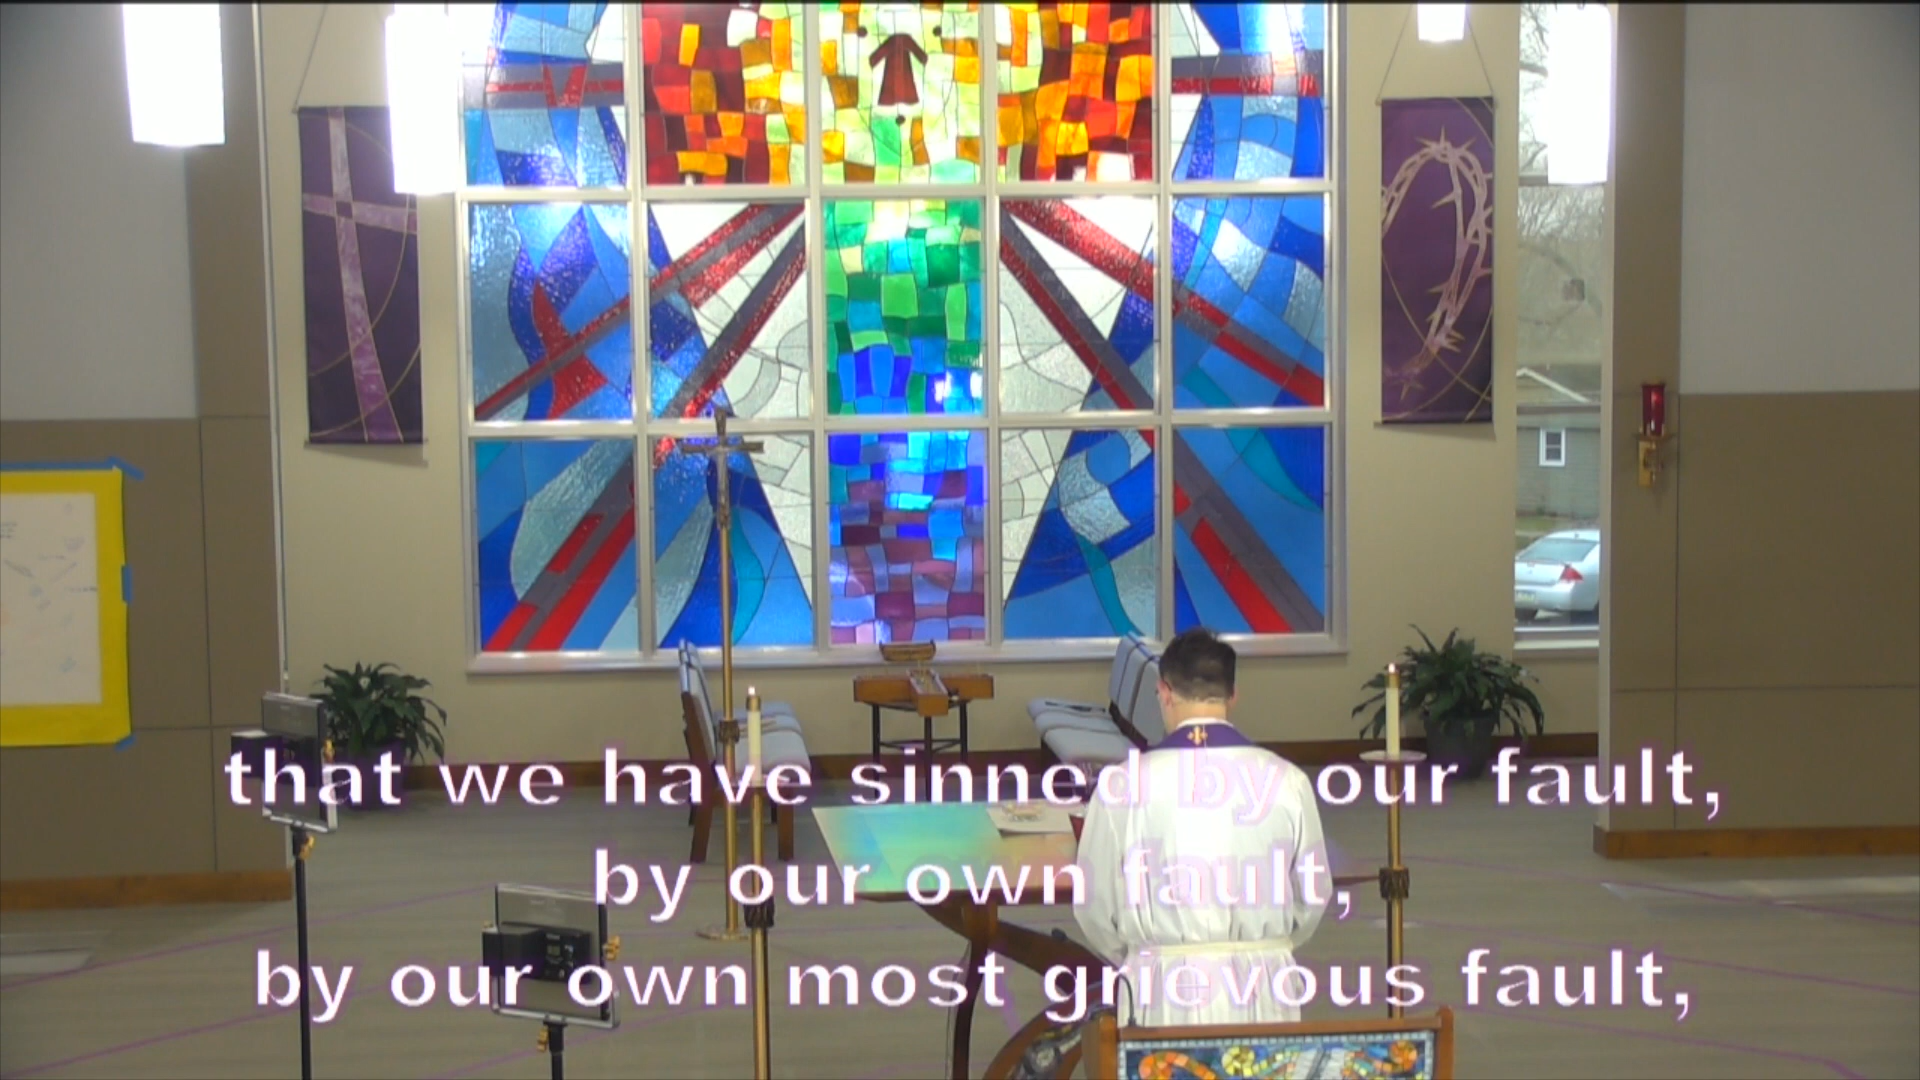 that we have sinned by our fault,
by our own fault,
by our own most grievous fault,